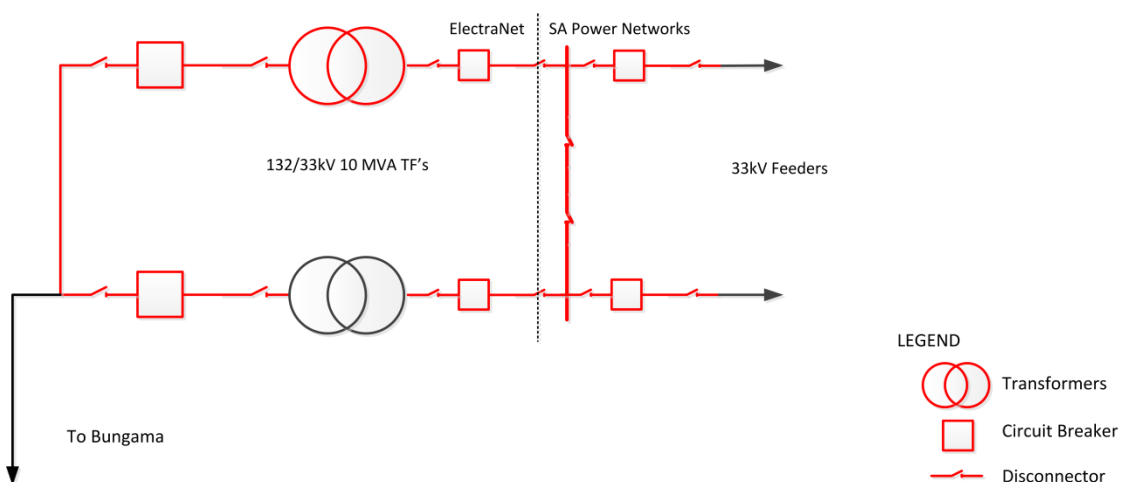 ElectraNet
SA Power Networks
132/33kV 10 MVA TF's
33kV Feeders
LEGEND
Transformers
To Bungama
Circuit Breaker
Disconnector